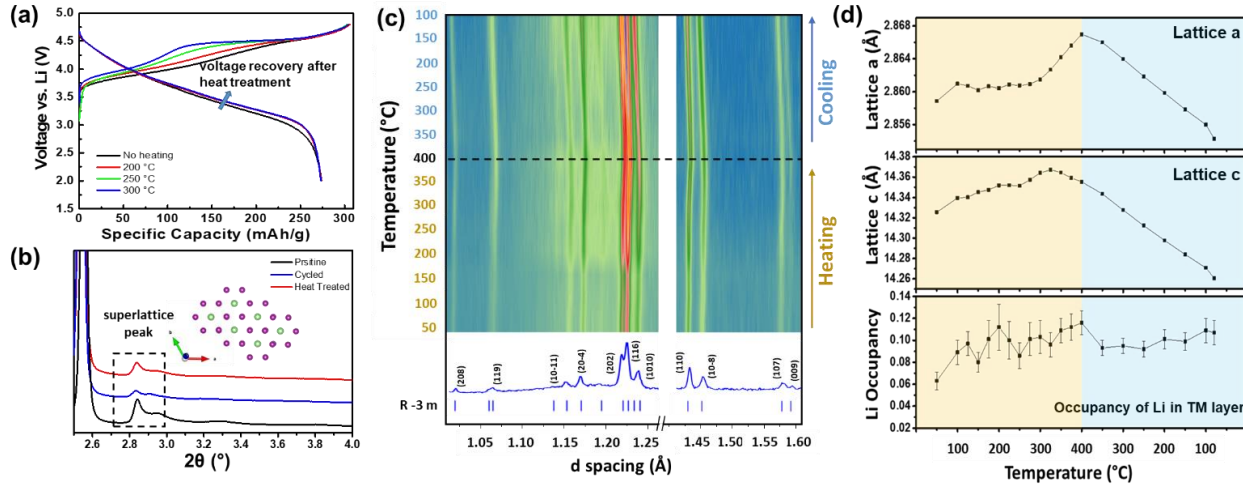 (a)
5.0
4.5
4.0
3.5
3.0
2.5
2.0
1.5
Voltage vs. Li (V)
voltage recovery after
heat treatment
No heating
200 °C
250 °C
300 °C
0 50 100 150 200 250 300
Specific Capacity (mAh/g)
(b)
Prsitine
Cycled
Heat Treated
superlattice
peak
2.6 2.8 3.0 3.2 3.4 3.6 3.8 4.0
2θ (°)
(c)
100
150
200
250
300
350
400
350
300
250
200
150
100
50
Temperature (°C)
Cooling
Heating
(208)
(119)
(10-11)
(20-4)
(202)
(116)
(1010)
(110)
(10-8)
(107)
(009)
R -3 m
1.05 1.10 1.15 1.20 1.25 1.45 1.55 1.60
d spacing (Å)
(d)
Lattice a
2.868
2.864
2.860
2.856
Lattice a (Å)
Lattice c
14.38
14.36
14.34
14.32
14.30
14.28
14.26
Lattice c (Å)
0.14
0.12
0.10
0.08
0.06
0.04
0.02
Li Occupancy
Occupancy of Li in TM layer
100 200 300 400 300 200 100
Temperature (°C)